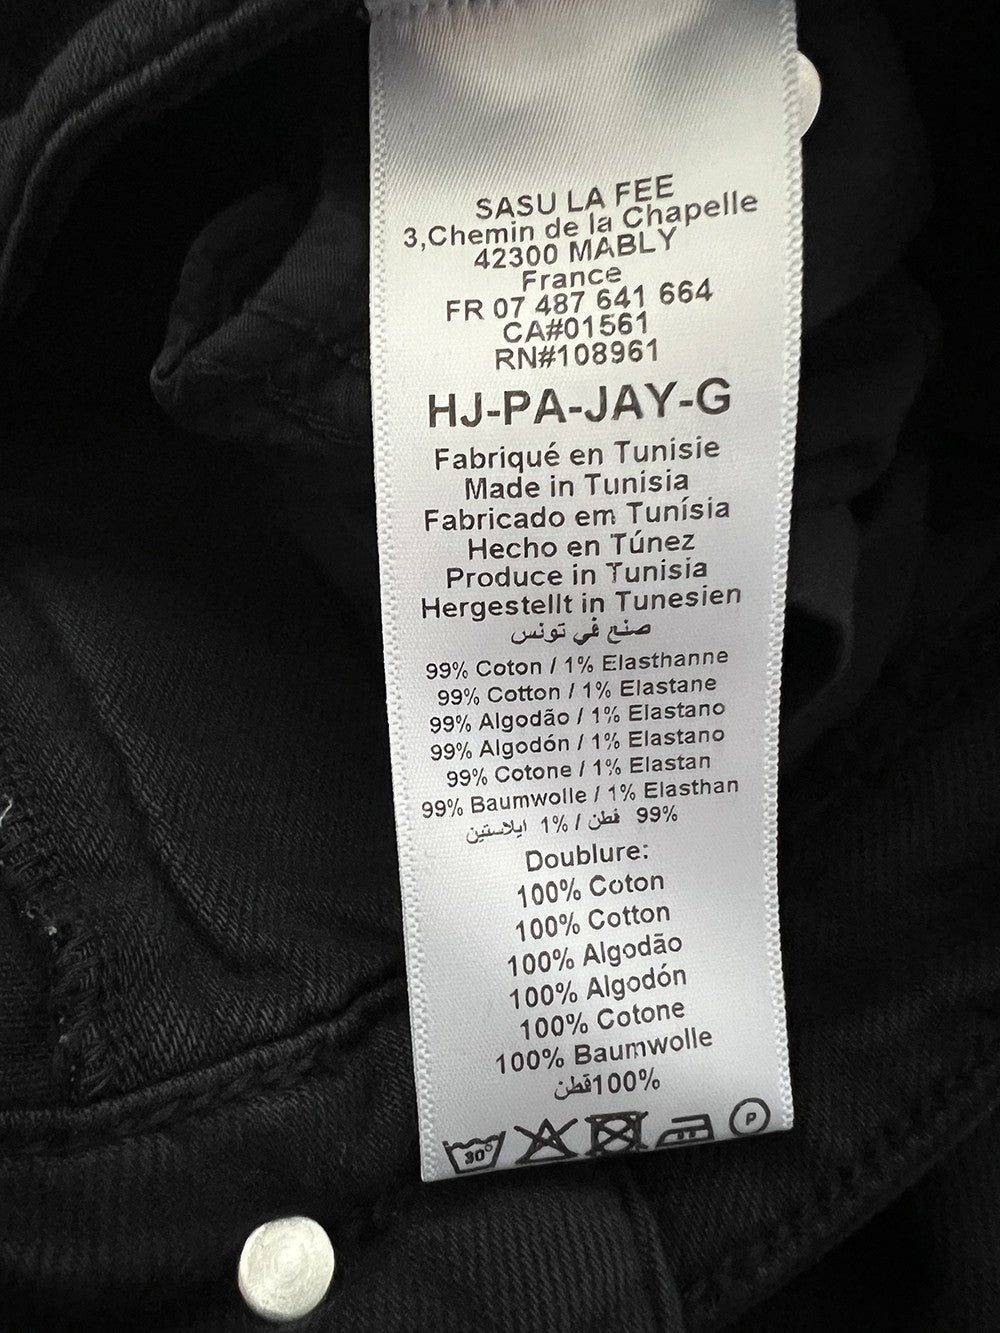 SASU LA FEE
3,Chemin de la Chapelle
42300 MABLY
France
FR 07 487 641 664
CA#01561
RN#108961
HJ-PA-JAY-G
Fabriqué en Tunisie
Made in Tunísia
Fabricado em Tunísia
Hecho en Túnez
Produce in Tunisia
Hergestellt in Tunesien
صنع في تونس
99% Coton / 1% Elasthanne
99% Cotton / 1% Elastane
99% Algodão / 1% Elastano
99% Algodón / 1% Elastano
99% Cotone / 1% Elastan
99% Baumwolle / 1% Elasthan
99% قطن / 1% ايلاستين
Doublure:
100% Coton
100% Cotton
100% Algodão
100% Algodón
100% Cotone
100% Baumwolle
100%قطن
30° P